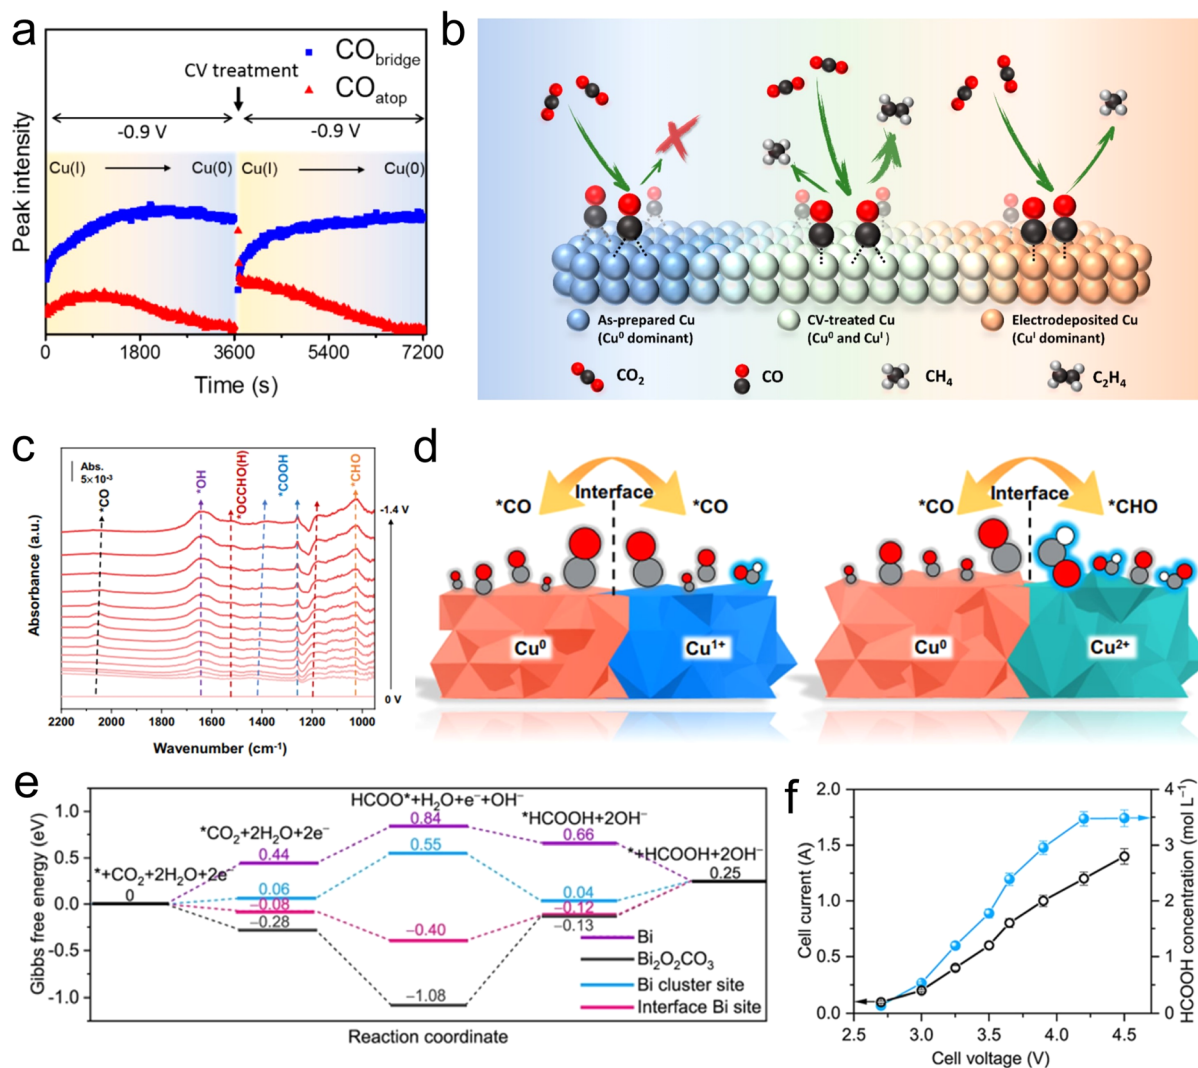 a
CO bridge
CV treatment
CO atop
-0.9 V
-0.9 V
Cu(I)
Cu(0)
Cu(I)
Cu(0)
Peak intensity
0
1800
3600
5400
7200
Time (s)
b
As-prepared Cu
(Cu⁰ dominant)
CV-treated Cu
(Cu⁰ and Cuᴵ)
Electrodeposited Cu
(Cuᴵ dominant)
CO₂
CO
CH₄
C₂H₄
c
Abs.
5×10⁻³
*CO
*OH
*OCCHO(H)
*COOH
*CHO
-1.4 V
0 V
Absorbance (a.u.)
2200
2000
1800
1600
1400
1200
1000
Wavenumber (cm⁻¹)
d
Interface
*CO
*CO
Cu⁰
Cu¹⁺
Interface
*CO
*CHO
Cu⁰
Cu²⁺
e
Gibbs free energy (eV)
1.0
0.5
0.0
-0.5
-1.0
*+CO₂+2H₂O+2e⁻
0
*CO₂+2H₂O+2e⁻
0.44
0.06
−0.08
−0.28
HCOO*+H₂O+e⁻+OH⁻
0.84
0.55
−0.40
−1.08
*HCOOH+2OH⁻
0.66
0.04
−0.12
−0.13
*+HCOOH+2OH⁻
0.25
Bi
Bi₂O₂CO₃
Bi cluster site
Interface Bi site
Reaction coordinate
f
Cell current (A)
2.0
1.5
1.0
0.5
0.0
2.5
3.0
3.5
4.0
4.5
Cell voltage (V)
4
3
2
1
0
HCOOH concentration (mol L⁻¹)